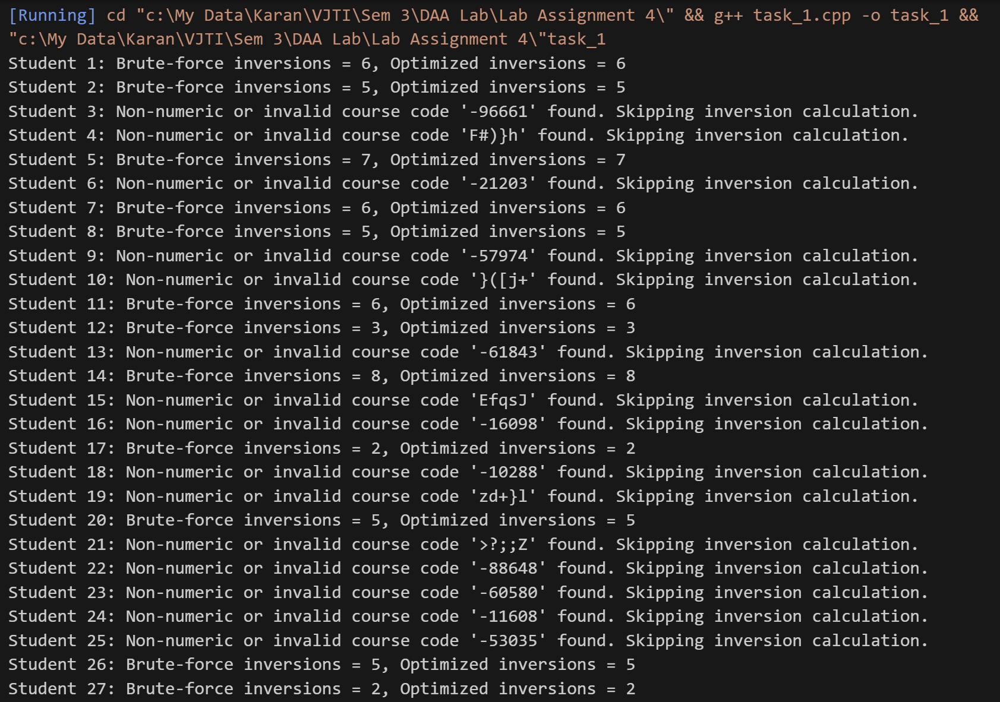 [Running] cd "c:\My Data\Karan\VJTI\Sem 3\DAA Lab\Lab Assignment 4\" && g++ task_1.cpp -o task_1 &&
"c:\My Data\Karan\VJTI\Sem 3\DAA Lab\Lab Assignment 4\"task_1
Student 1: Brute-force inversions = 6, Optimized inversions = 6
Student 2: Brute-force inversions = 5, Optimized inversions = 5
Student 3: Non-numeric or invalid course code '-96661' found. Skipping inversion calculation.
Student 4: Non-numeric or invalid course code 'F#)}h' found. Skipping inversion calculation.
Student 5: Brute-force inversions = 7, Optimized inversions = 7
Student 6: Non-numeric or invalid course code '-21203' found. Skipping inversion calculation.
Student 7: Brute-force inversions = 6, Optimized inversions = 6
Student 8: Brute-force inversions = 5, Optimized inversions = 5
Student 9: Non-numeric or invalid course code '-57974' found. Skipping inversion calculation.
Student 10: Non-numeric or invalid course code '}([j+' found. Skipping inversion calculation.
Student 11: Brute-force inversions = 6, Optimized inversions = 6
Student 12: Brute-force inversions = 3, Optimized inversions = 3
Student 13: Non-numeric or invalid course code '-61843' found. Skipping inversion calculation.
Student 14: Brute-force inversions = 8, Optimized inversions = 8
Student 15: Non-numeric or invalid course code 'EfqsJ' found. Skipping inversion calculation.
Student 16: Non-numeric or invalid course code '-16098' found. Skipping inversion calculation.
Student 17: Brute-force inversions = 2, Optimized inversions = 2
Student 18: Non-numeric or invalid course code '-10288' found. Skipping inversion calculation.
Student 19: Non-numeric or invalid course code 'zd+}l' found. Skipping inversion calculation.
Student 20: Brute-force inversions = 5, Optimized inversions = 5
Student 21: Non-numeric or invalid course code '>?;;Z' found. Skipping inversion calculation.
Student 22: Non-numeric or invalid course code '-88648' found. Skipping inversion calculation.
Student 23: Non-numeric or invalid course code '-60580' found. Skipping inversion calculation.
Student 24: Non-numeric or invalid course code '-11608' found. Skipping inversion calculation.
Student 25: Non-numeric or invalid course code '-53035' found. Skipping inversion calculation.
Student 26: Brute-force inversions = 5, Optimized inversions = 5
Student 27: Brute-force inversions = 2, Optimized inversions = 2